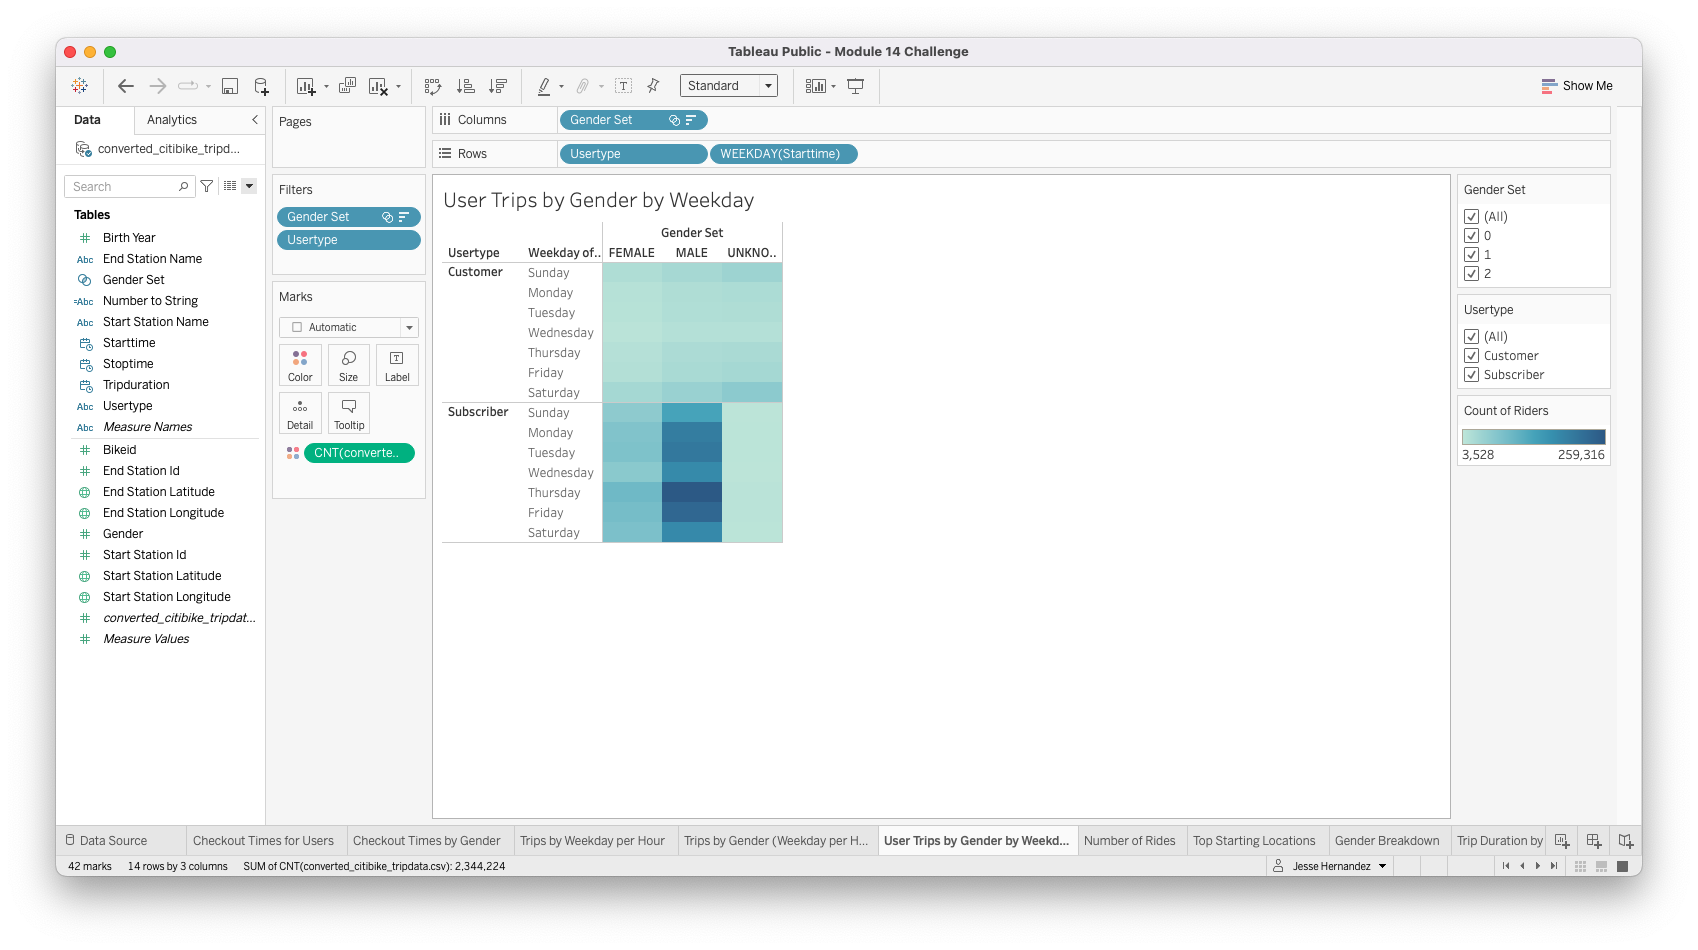 Tableau Public - Module 14 Challenge
Standard
Show Me
Data
Analytics
converted_citibike_tripd...
Search
Tables
Birth Year
Abc End Station Name
Gender Set
=Abc Number to String
Abc Start Station Name
Starttime
Stoptime
Tripduration
Abc Usertype
Abc Measure Names
Bikeid
End Station Id
End Station Latitude
End Station Longitude
Gender
Start Station Id
Start Station Latitude
Start Station Longitude
converted_citibike_tripdat...
Measure Values
Pages
Filters
Gender Set
Usertype
Marks
Automatic
Color
Size
Label
Detail
Tooltip
CNT(converte..
Columns
Gender Set
Rows
Usertype
WEEKDAY(Starttime)
User Trips by Gender by Weekday
Gender Set
Usertype Weekday of.. FEMALE MALE UNKNO..
Customer Sunday
Monday
Tuesday
Wednesday
Thursday
Friday
Saturday
Subscriber Sunday
Monday
Tuesday
Wednesday
Thursday
Friday
Saturday
Gender Set
(All)
0
1
2
Usertype
(All)
Customer
Subscriber
Count of Riders
3,528 259,316
Data Source
Checkout Times for Users
Checkout Times by Gender
Trips by Weekday per Hour
Trips by Gender (Weekday per H...
User Trips by Gender by Weekd...
Number of Rides
Top Starting Locations
Gender Breakdown
Trip Duration by
42 marks
14 rows by 3 columns
SUM of CNT(converted_citibike_tripdata.csv): 2,344,224
Jesse Hernandez